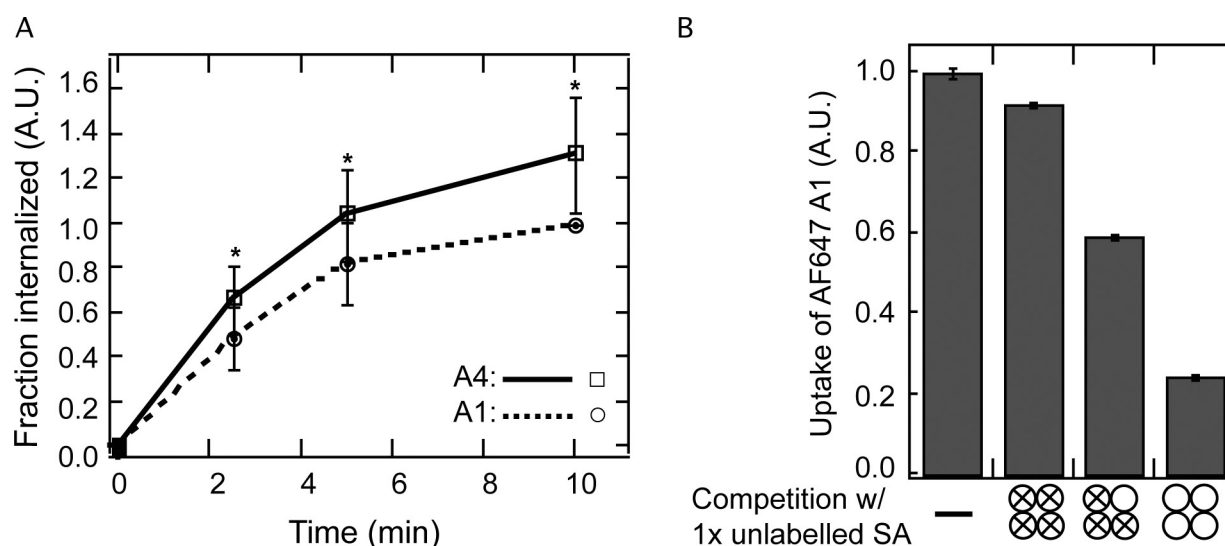 A
Fraction internalized (A.U.)
1.6
1.4
1.2
1.0
0.8
0.6
0.4
0.2
0.0
*
*
*
A4:
A1:
0
2
4
6
8
10
Time (min)
B
Uptake of AF647 A1 (A.U.)
1.0
0.8
0.6
0.4
0.2
0.0
Competition w/
1x unlabelled SA